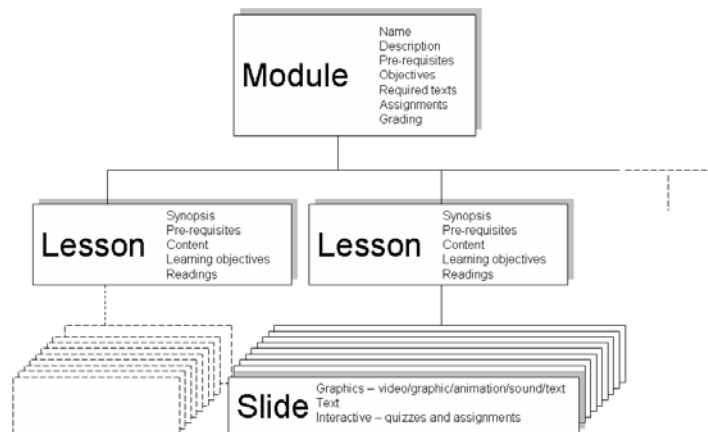 Module
Name
Description
Pre-requisites
Objectives
Required texts
Assignments
Grading
Lesson
Synopsis
Pre-requisites
Content
Learning objectives
Readings
Lesson
Synopsis
Pre-requisites
Content
Learning objectives
Readings
Slide
Graphics – video/graphic/animation/sound/text
Text
Interactive – quizzes and assignments